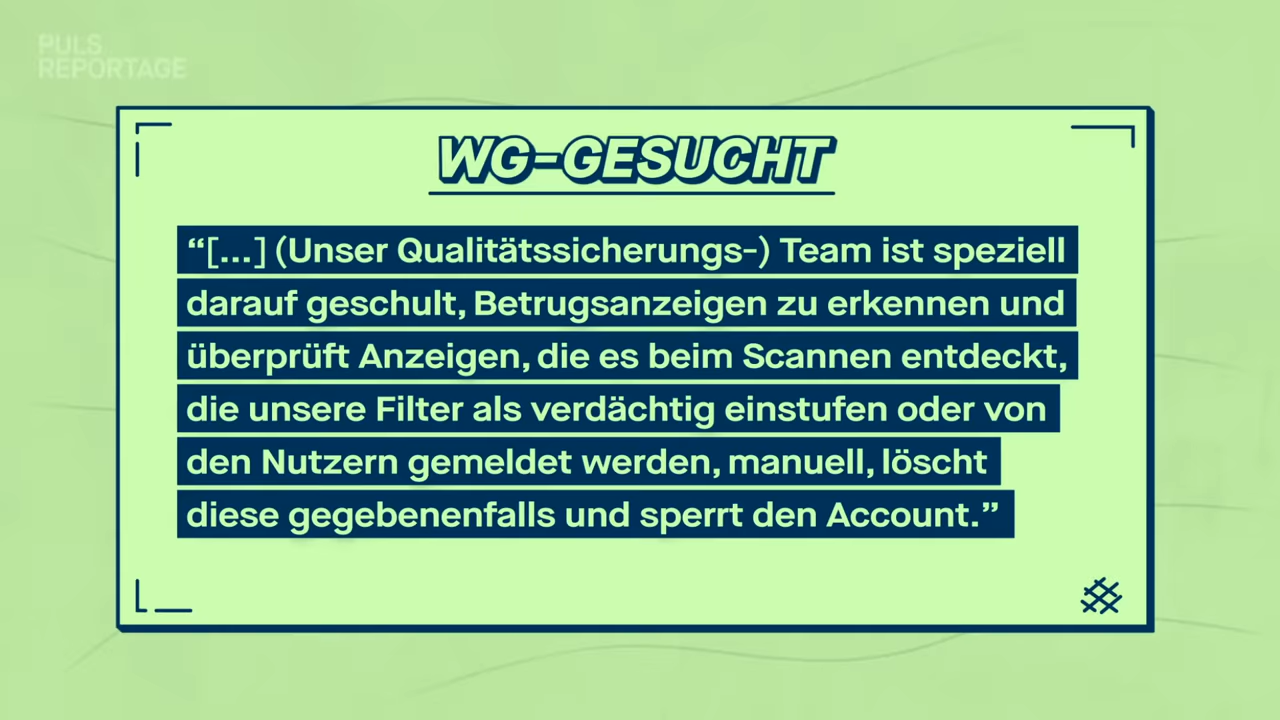 PULS
REPORTAGE
WG-GESUCHT
“[...] (Unser Qualitätssicherungs-) Team ist speziell
darauf geschult, Betrugsanzeigen zu erkennen und
überprüft Anzeigen, die es beim Scannen entdeckt,
die unsere Filter als verdächtig einstufen oder von
den Nutzern gemeldet werden, manuell, löscht
diese gegebenenfalls und sperrt den Account.”